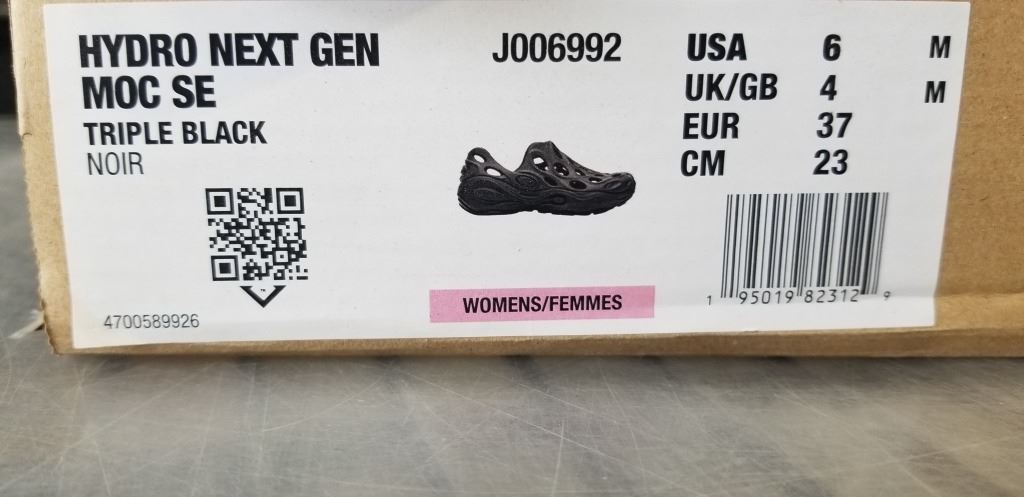 HYDRO NEXT GEN
MOC SE
TRIPLE BLACK
NOIR
4700589926
J006992
WOMENS/FEMMES
USA 6 M
UK/GB 4 M
EUR 37
CM 23
1 95019 82312 9